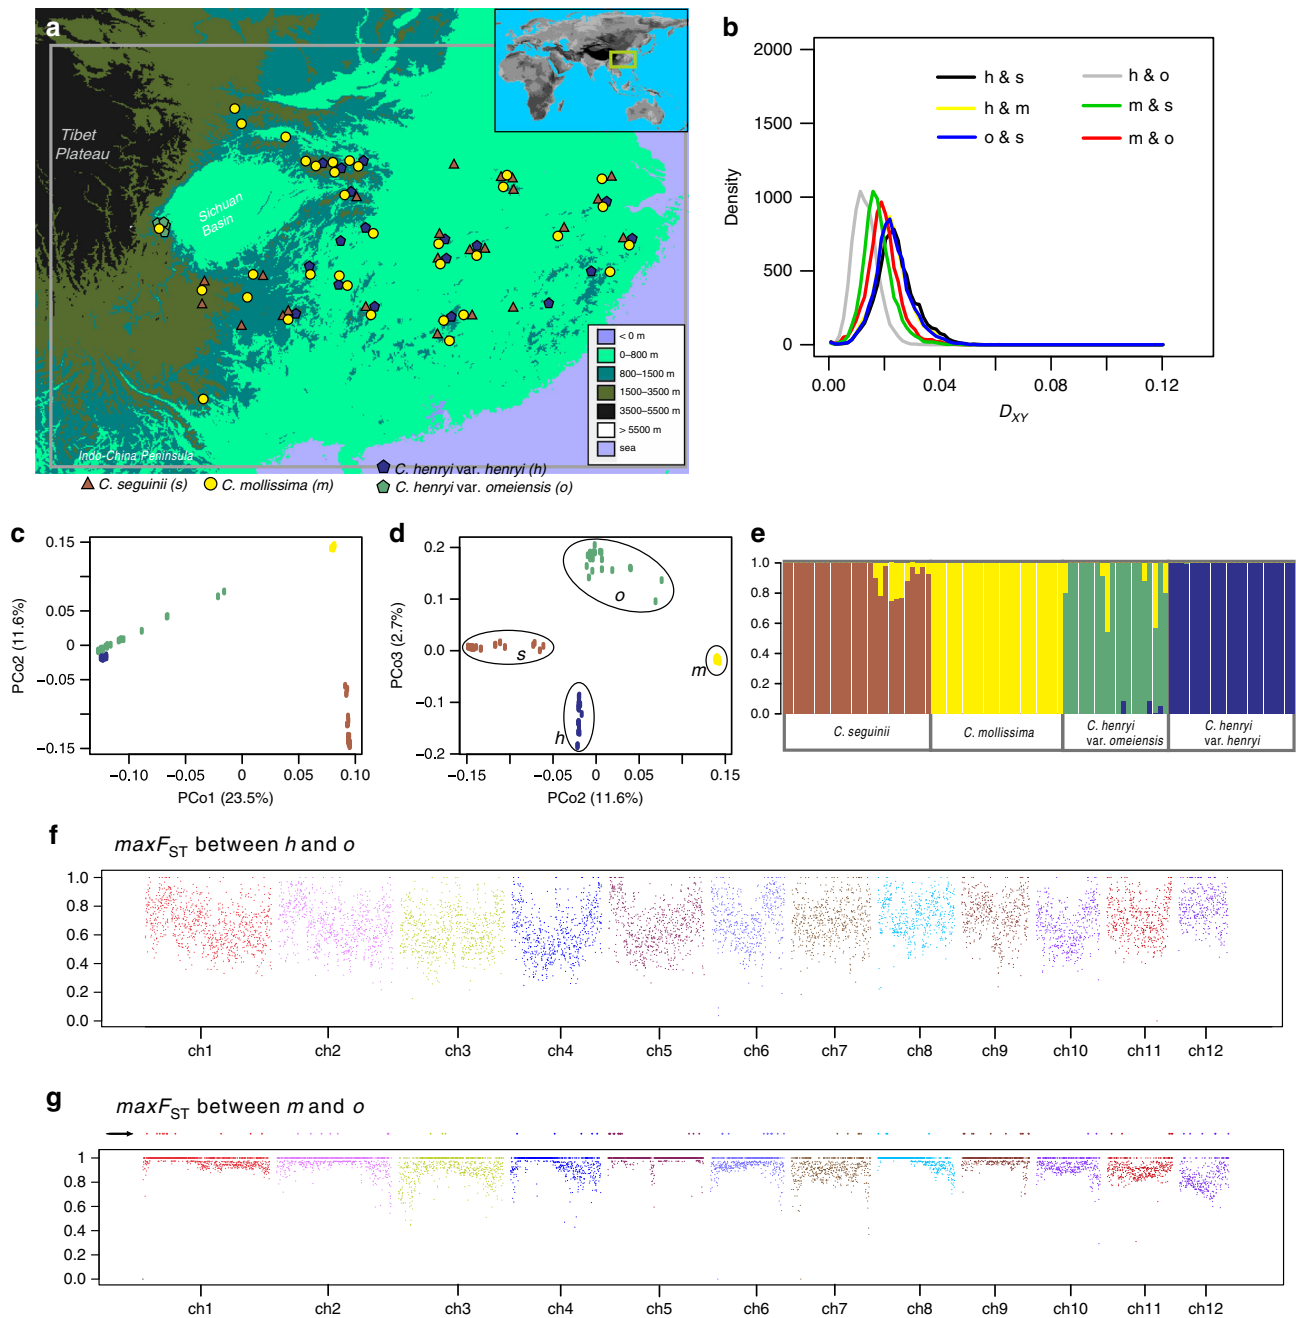 a
Tibet
Plateau
Sichuan
Basin
Indo-China Peninsula
< 0 m
0–800 m
800–1500 m
1500–3500 m
3500–5500 m
> 5500 m
sea
C. henryi var. henryi (h)
C. seguinii (s)
C. mollissima (m)
C. henryi var. omeiensis (o)
b
2000
1500
1000
500
0
Density
h & s
h & m
o & s
h & o
m & s
m & o
0.00
0.04
0.08
0.12
DXY
c
0.15
0.05
0
−0.05
−0.15
PCo2 (11.6%)
−0.10
−0.05
0
0.05
0.10
PCo1 (23.5%)
d
0.2
0.1
0.0
−0.1
−0.2
PCo3 (2.7%)
o
s
m
h
−0.15
−0.05
0
0.05
0.15
PCo2 (11.6%)
e
1.0
0.8
0.6
0.4
0.2
0.0
C. seguinii
C. mollissima
C. henryi
var. omeiensis
C. henryi
var. henryi
f
maxFST between h and o
1.0
0.8
0.6
0.4
0.2
0.0
ch1
ch2
ch3
ch4
ch5
ch6
ch7
ch8
ch9
ch10
ch11
ch12
g
maxFST between m and o
1
0.8
0.6
0.4
0.2
0.0
ch1
ch2
ch3
ch4
ch5
ch6
ch7
ch8
ch9
ch10
ch11
ch12